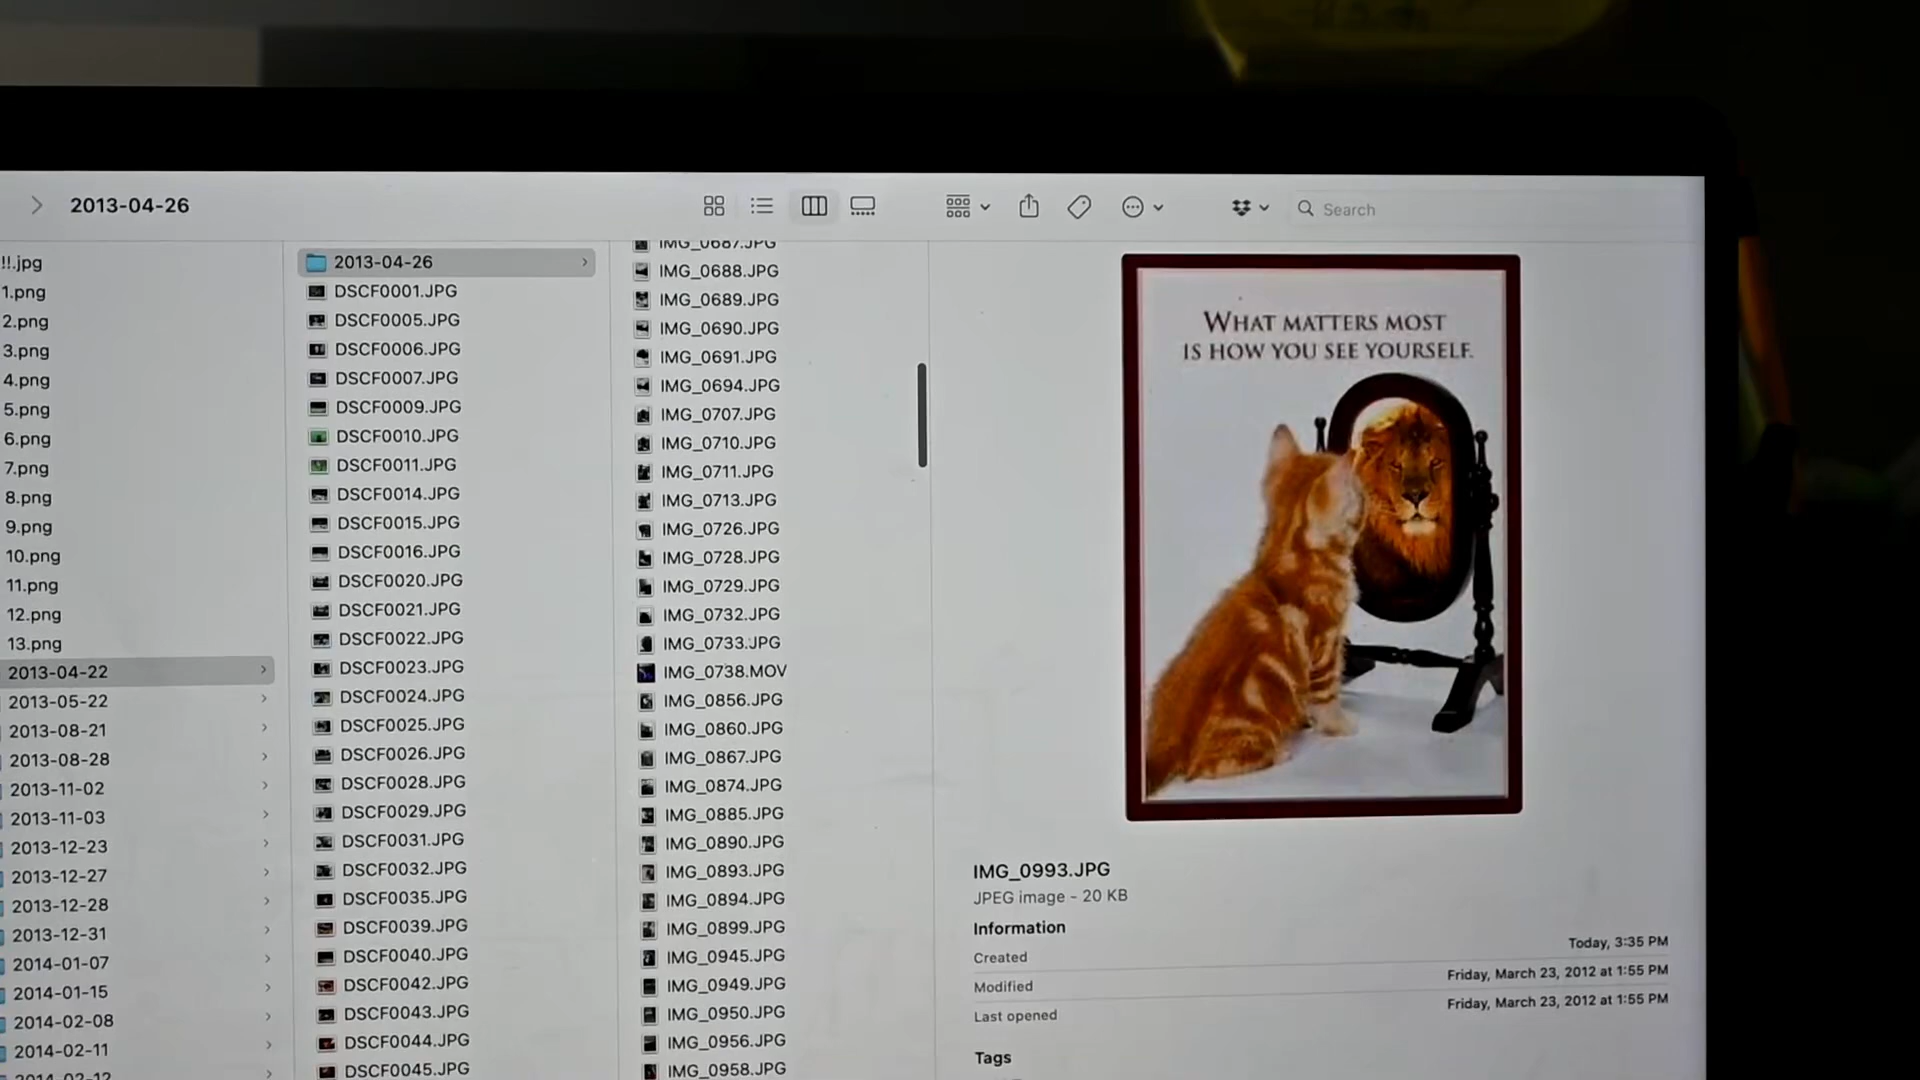 2013-04-26
Search
!!.jpg
1.png
2.png
3.png
4.png
5.png
6.png
7.png
8.png
9.png
10.png
11.png
12.png
13.png
2013-04-22
2013-05-22
2013-08-21
2013-08-28
2013-11-02
2013-11-03
2013-12-23
2013-12-27
2013-12-28
2013-12-31
2014-01-07
2014-01-15
2014-02-08
2014-02-11
2014-02-12
2013-04-26
DSCF0001.JPG
DSCF0005.JPG
DSCF0006.JPG
DSCF0007.JPG
DSCF0009.JPG
DSCF0010.JPG
DSCF0011.JPG
DSCF0014.JPG
DSCF0015.JPG
DSCF0016.JPG
DSCF0020.JPG
DSCF0021.JPG
DSCF0022.JPG
DSCF0023.JPG
DSCF0024.JPG
DSCF0025.JPG
DSCF0026.JPG
DSCF0028.JPG
DSCF0029.JPG
DSCF0031.JPG
DSCF0032.JPG
DSCF0035.JPG
DSCF0039.JPG
DSCF0040.JPG
DSCF0042.JPG
DSCF0043.JPG
DSCF0044.JPG
DSCF0045.JPG
IMG_0687.JPG
IMG_0688.JPG
IMG_0689.JPG
IMG_0690.JPG
IMG_0691.JPG
IMG_0694.JPG
IMG_0707.JPG
IMG_0710.JPG
IMG_0711.JPG
IMG_0713.JPG
IMG_0726.JPG
IMG_0728.JPG
IMG_0729.JPG
IMG_0732.JPG
IMG_0733.JPG
IMG_0738.MOV
IMG_0856.JPG
IMG_0860.JPG
IMG_0867.JPG
IMG_0874.JPG
IMG_0885.JPG
IMG_0890.JPG
IMG_0893.JPG
IMG_0894.JPG
IMG_0899.JPG
IMG_0945.JPG
IMG_0949.JPG
IMG_0950.JPG
IMG_0956.JPG
IMG_0958.JPG
WHAT MATTERS MOST
IS HOW YOU SEE YOURSELF.
IMG_0993.JPG
JPEG image - 20 KB
Information
Created Today, 3:35 PM
Modified Friday, March 23, 2012 at 1:55 PM
Last opened Friday, March 23, 2012 at 1:55 PM
Tags